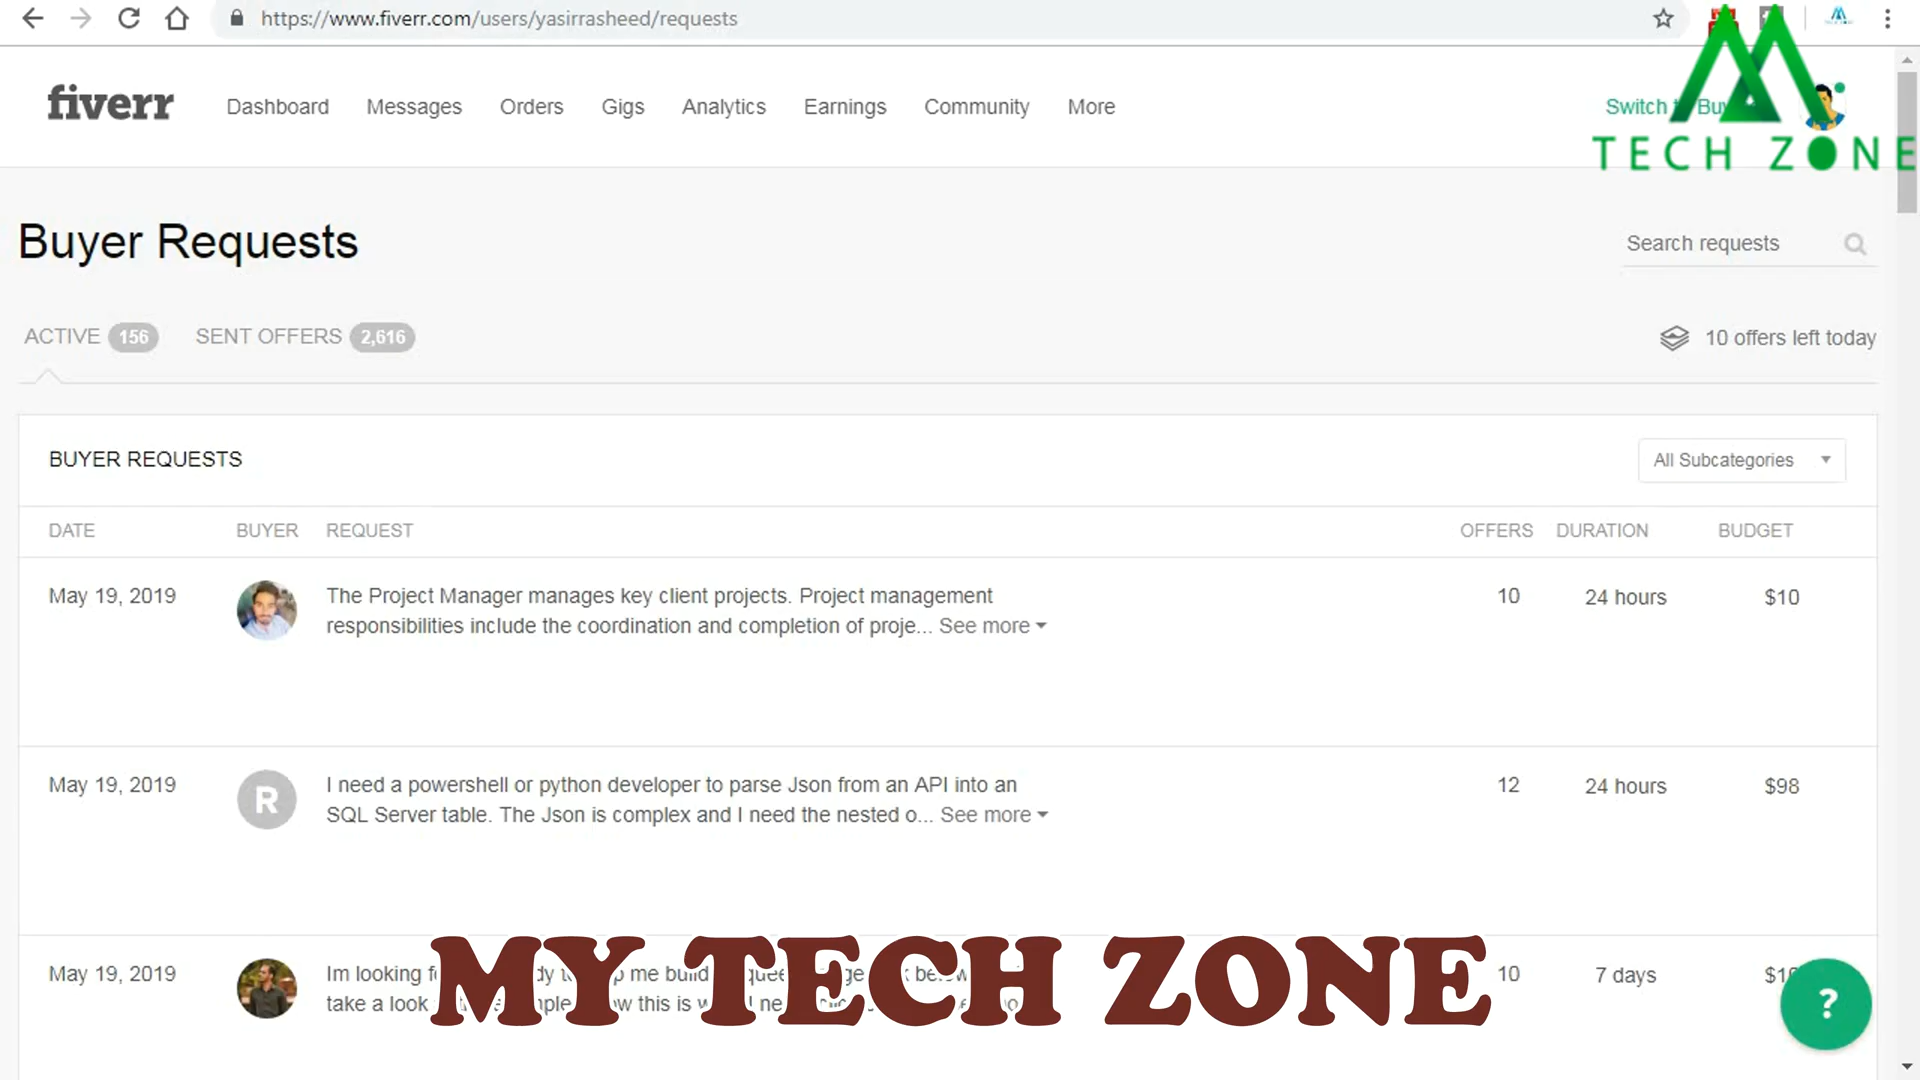 https://www.fiverr.com/users/yasirrasheed/requests
fiverr Dashboard Messages Orders Gigs Analytics Earnings Community More Switch
TECH ZONE
Buyer Requests
Search requests
ACTIVE 156 SENT OFFERS 2,616
10 offers left today
BUYER REQUESTS
All Subcategories
DATE BUYER REQUEST OFFERS DURATION BUDGET
May 19, 2019
The Project Manager manages key client projects. Project management
responsibilities include the coordination and completion of proje... See more
10 24 hours $10
May 19, 2019
R
I need a powershell or python developer to parse Json from an API into an
SQL Server table. The Json is complex and I need the nested o... See more
12 24 hours $98
May 19, 2019
Im looking me build
take a look this is
10 7 days
MY TECH ZONE
?